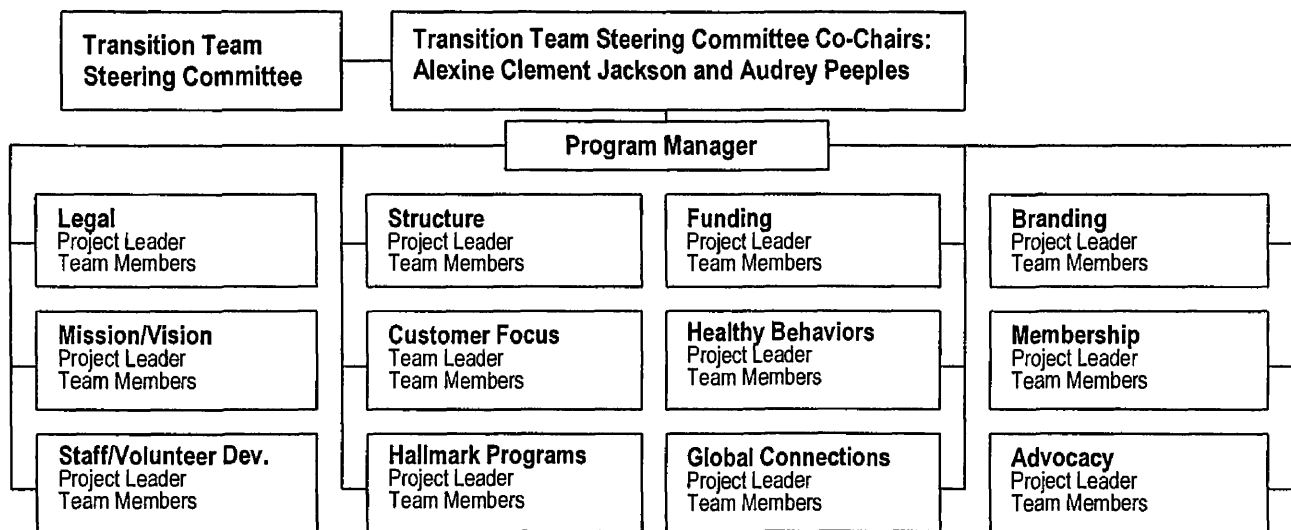 Transition Team
Steering Committee
Transition Team Steering Committee Co-Chairs:
Alexine Clement Jackson and Audrey Peeples
Program Manager
Legal
Project Leader
Team Members
Structure
Project Leader
Team Members
Funding
Project Leader
Team Members
Branding
Project Leader
Team Members
Mission/Vision
Project Leader
Team Members
Customer Focus
Team Leader
Team Members
Healthy Behaviors
Project Leader
Team Members
Membership
Project Leader
Team Members
Staff/Volunteer Dev.
Project Leader
Team Members
Hallmark Programs
Project Leader
Team Members
Global Connections
Project Leader
Team Members
Advocacy
Project Leader
Team Members